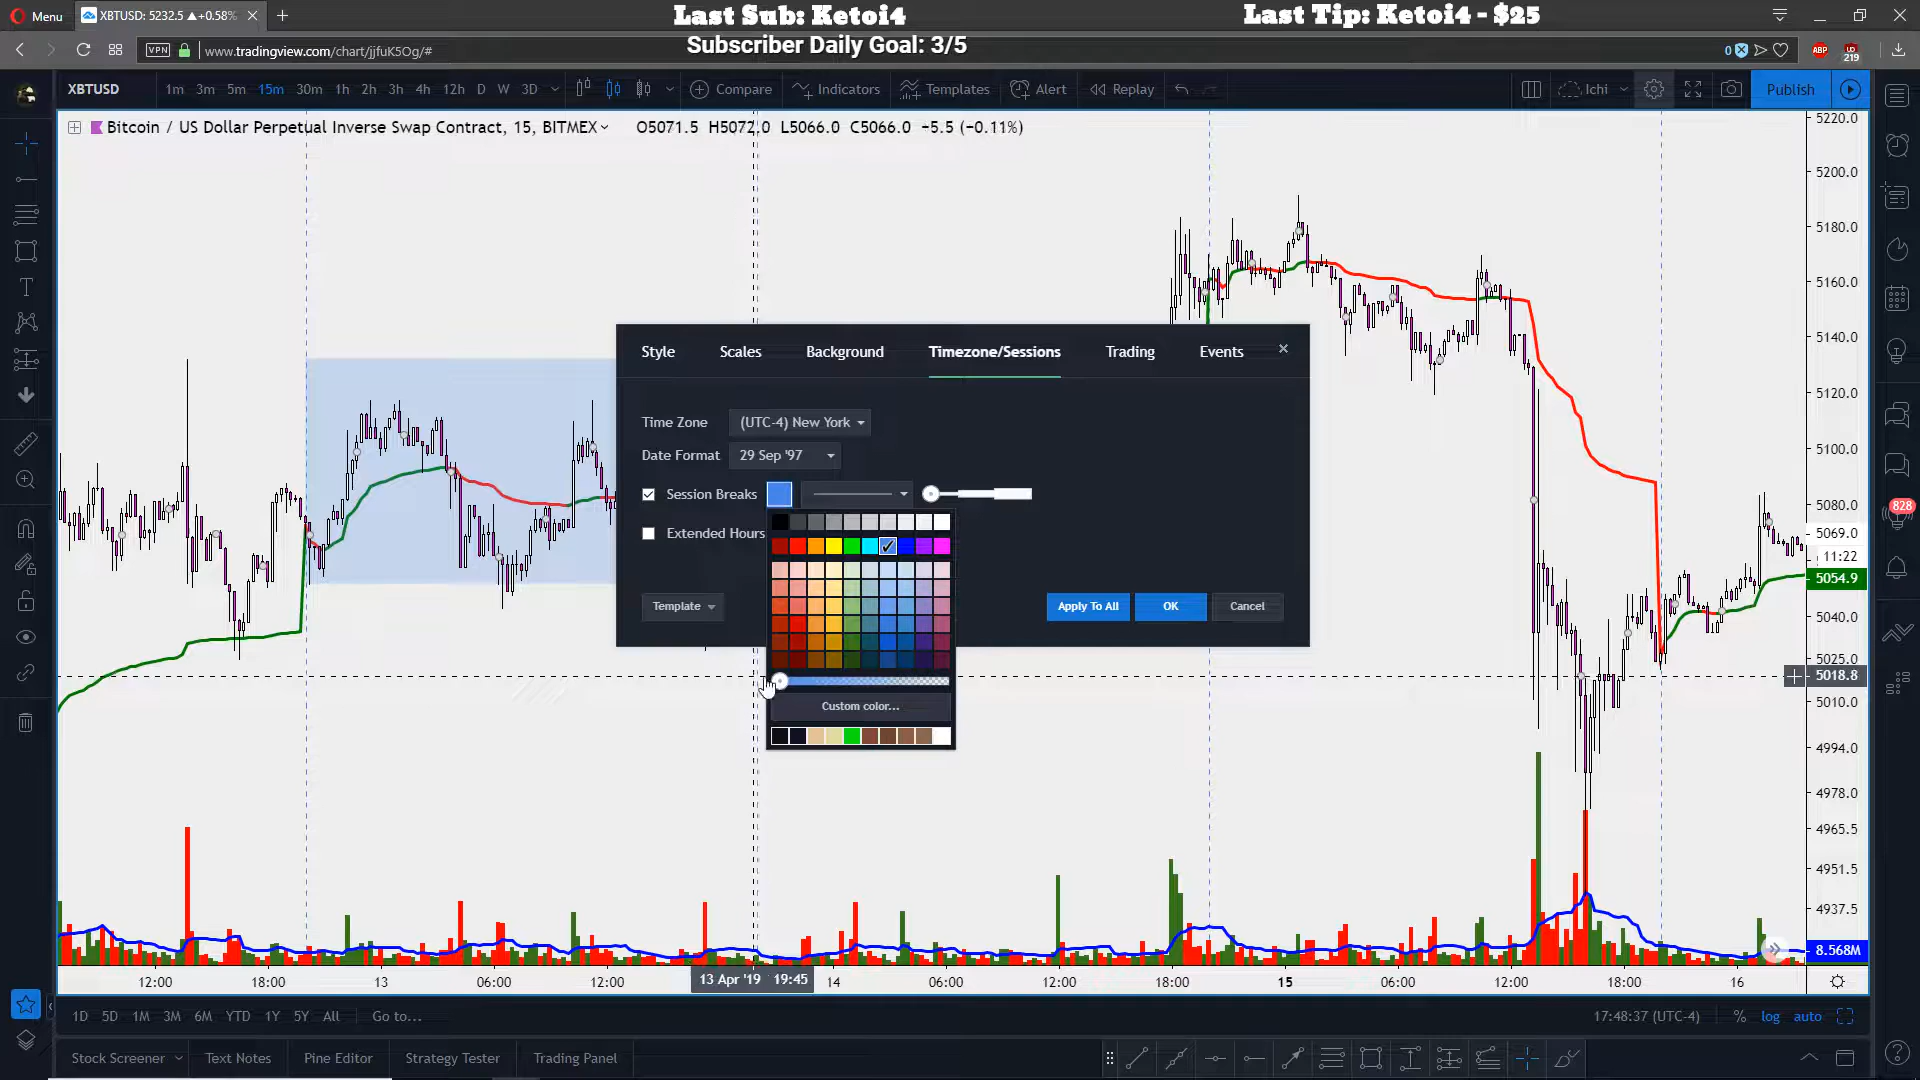 Menu
XBTUSD: 5232.5 ▲+0.58%
Last Sub: Ketoi4
Last Tip: Ketoi4 - $25
VPN
www.tradingview.com/chart/jjfuK5Og/#
Subscriber Daily Goal: 3/5
0
ABP
219
XBTUSD 1m 3m 5m 15m 30m 1h 2h 3h 4h 12h D W 3D Compare Indicators Templates Alert Replay Ichi Publish
Bitcoin / US Dollar Perpetual Inverse Swap Contract, 15, BITMEX O5071.5 H5072.0 L5066.0 C5066.0 −5.5 (−0.11%)
5220.0
5200.0
5180.0
5160.0
5140.0
5120.0
5100.0
5080.0
5069.0
11:22
5054.9
5040.0
5025.0
5018.8
5010.0
4994.0
4978.0
4965.5
4951.5
4937.5
8.568M
828
Style Scales Background Timezone/Sessions Trading Events
Time Zone (UTC-4) New York
Date Format 29 Sep '97
Session Breaks
Extended Hours
Template Apply To All OK Cancel
Custom color...
12:00 18:00 13 06:00 12:00 13 Apr '19 19:45 14 06:00 12:00 18:00 15 06:00 12:00 18:00 16
1D 5D 1M 3M 6M YTD 1Y 5Y All Go to... 17:48:37 (UTC-4) % log auto
Stock Screener Text Notes Pine Editor Strategy Tester Trading Panel